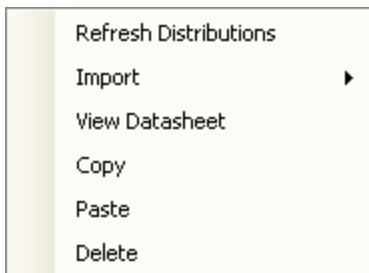 Refresh Distributions
Import
View Datasheet
Copy
Paste
Delete